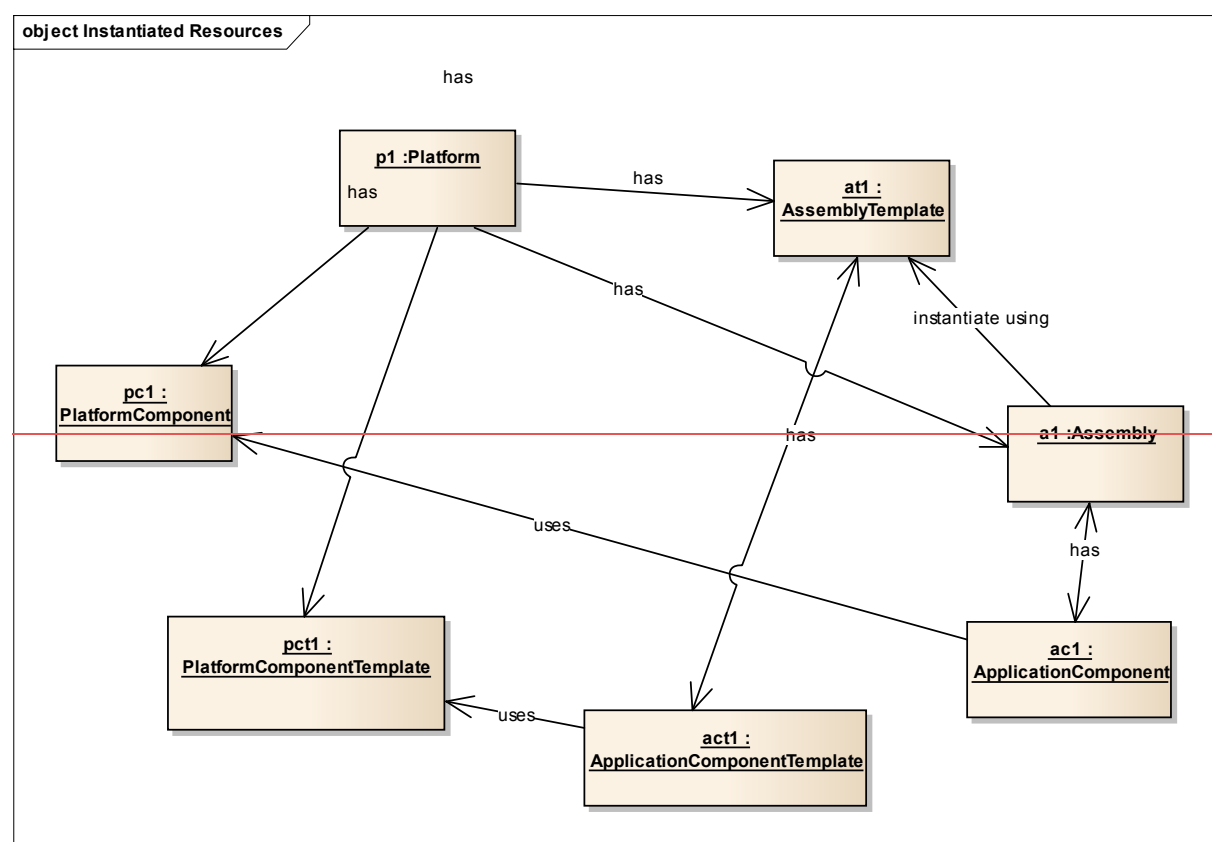 object Instantiated Resources
has
p1 :Platform
has
has
at1 :
AssemblyTemplate
has
instantiate using
pc1 :
PlatformComponent
has
a1 :Assembly
uses
has
pct1 :
PlatformComponentTemplate
ac1 :
ApplicationComponent
uses
act1 :
ApplicationComponentTemplate